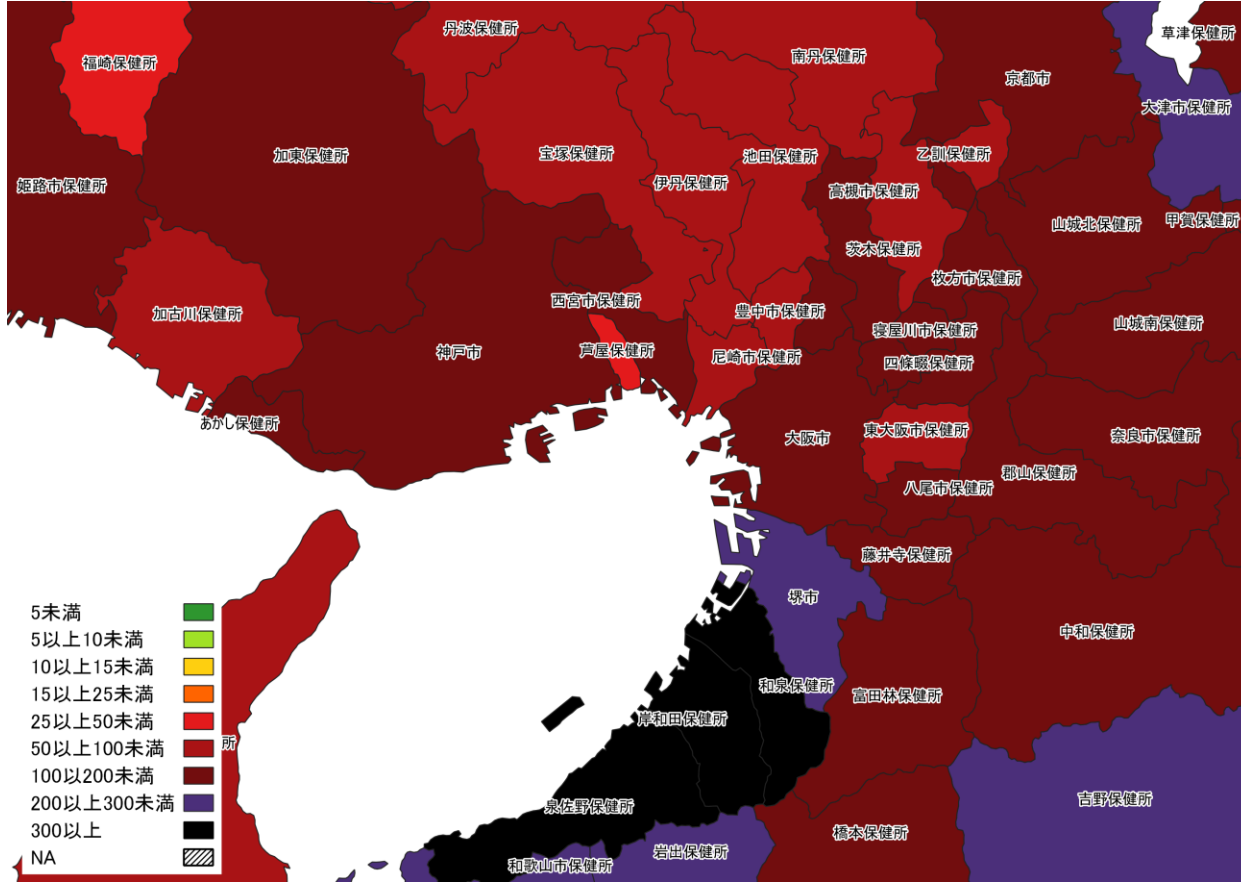 丹波保健所
草津保健所
福崎保健所
南丹保健所
京都市
大津市保健所
加東保健所
宝塚保健所
池田保健所
乙訓保健所
姫路市保健所
伊丹保健所
高槻市保健所
山城北保健所
甲賀保健所
茨木保健所
枚方市保健所
西宮市保健所
加古川保健所
豊中市保健所
寝屋川市保健所
山城南保健所
神戸市
芦屋保健所
尼崎市保健所
四條畷保健所
あかし保健所
大阪市
東大阪市保健所
奈良市保健所
郡山保健所
八尾市保健所
藤井寺保健所
堺市
中和保健所
和泉保健所
富田林保健所
岸和田保健所
所
泉佐野保健所
吉野保健所
橋本保健所
岩出保健所
和歌山市保健所
5未満
5以上10未満
10以上15未満
15以上25未満
25以上50未満
50以上100未満
100以200未満
200以上300未満
300以上
NA